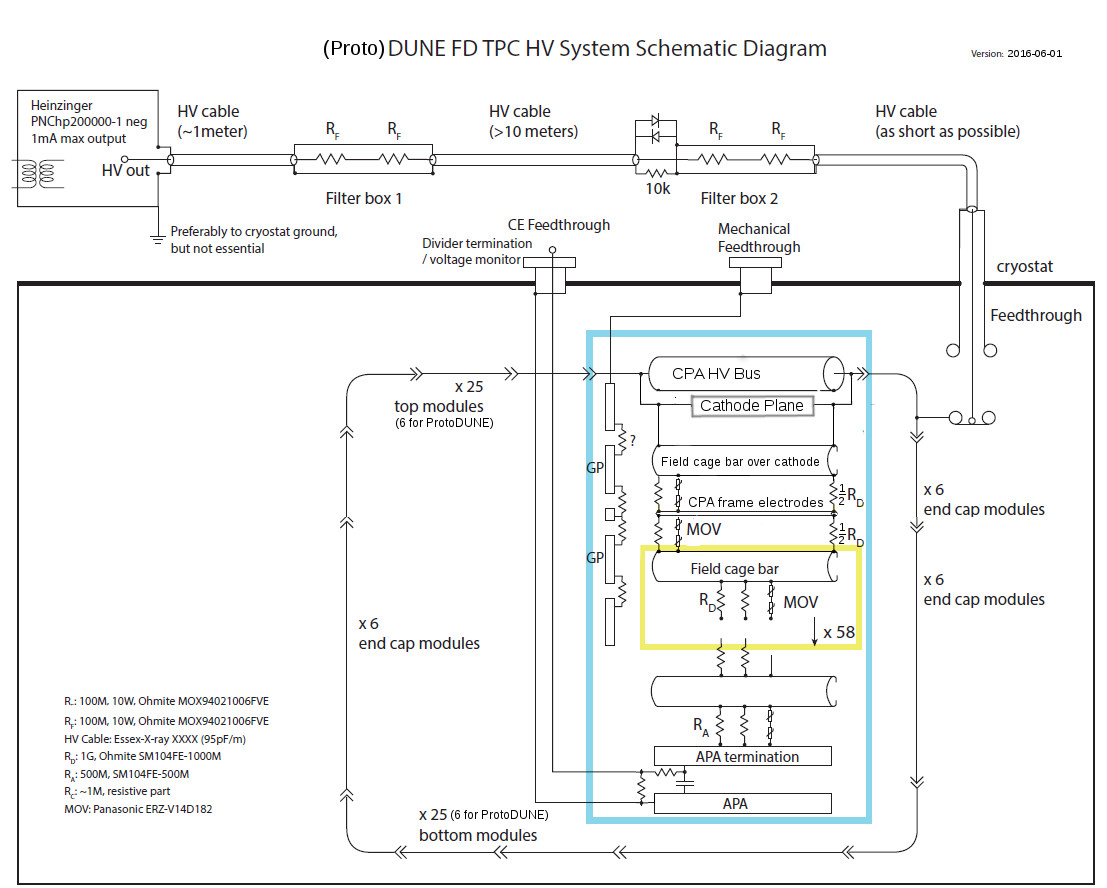 (Proto) DUNE FD TPC HV System Schematic Diagram
Version: 2016-06-01
Heinzinger
PNChp200000-1 neg
1mA max output
HV out
HV cable
(~1meter)
R_F
R_F
Filter box 1
HV cable
(>10 meters)
10k
R_F
R_F
Filter box 2
HV cable
(as short as possible)
Preferably to cryostat ground,
but not essential
CE Feedthrough
Divider termination
/ voltage monitor
Mechanical
Feedthrough
cryostat
Feedthrough
x 25
top modules
(6 for ProtoDUNE)
CPA HV Bus
Cathode Plane
?
GP
Field cage bar over cathode
½R_D
CPA frame electrodes
MOV
½R_D
GP
Field cage bar
R_D
MOV
x 58
x 6
end cap modules
x 6
end cap modules
x 6
end cap modules
R_A
APA termination
APA
x 25 (6 for ProtoDUNE)
bottom modules
R.: 100M, 10W, Ohmite MOX94021006FVE
R_F: 100M, 10W, Ohmite MOX94021006FVE
HV Cable: Essex-X-ray XXXX (95pF/m)
R_D: 1G, Ohmite SM104FE-1000M
R_A: 500M, SM104FE-500M
R_C: ~1M, resistive part
MOV: Panasonic ERZ-V14D182